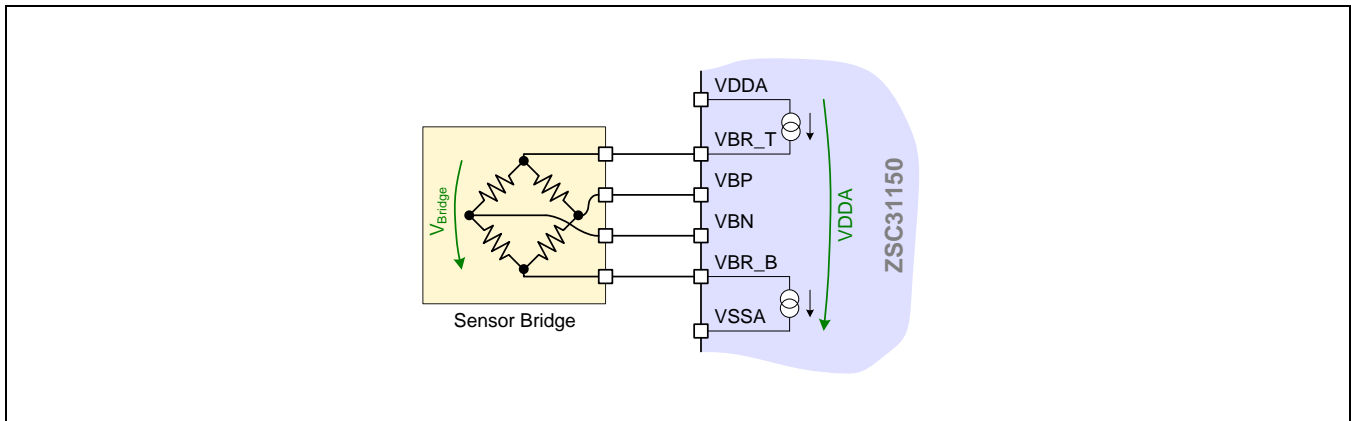 VDDA
VBR_T
VBP
VBN
VBR_B
VSSA
VBridge
VDDA
ZSC31150
Sensor Bridge